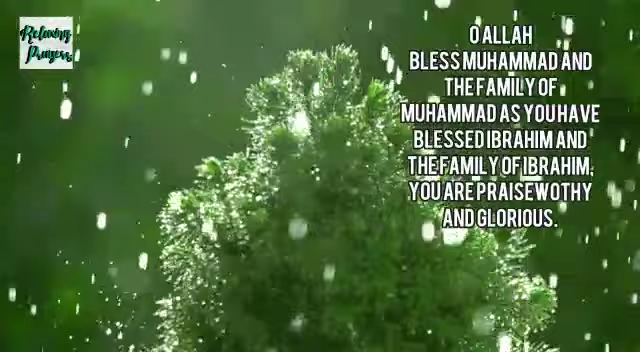 Relaxing
Prayers
O ALLAH
BLESS MUHAMMAD AND
THE FAMILY OF
MUHAMMAD AS YOU HAVE
BLESSED IBRAHIM AND
THE FAMILY OF IBRAHIM,
YOU ARE PRAISEWOTHY
AND GLORIOUS.